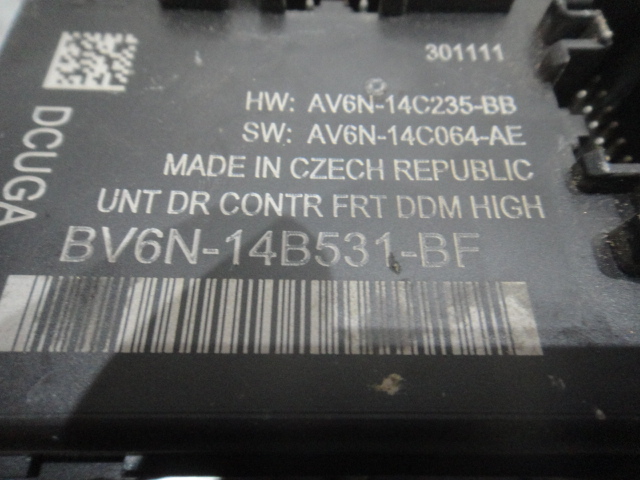 301111
HW: AV6N-14C235-BB
SW: AV6N-14C064-AE
MADE IN CZECH REPUBLIC
UNT DR CONTR FRT DDM HIGH
BV6N-14B531-BF
DCUGA